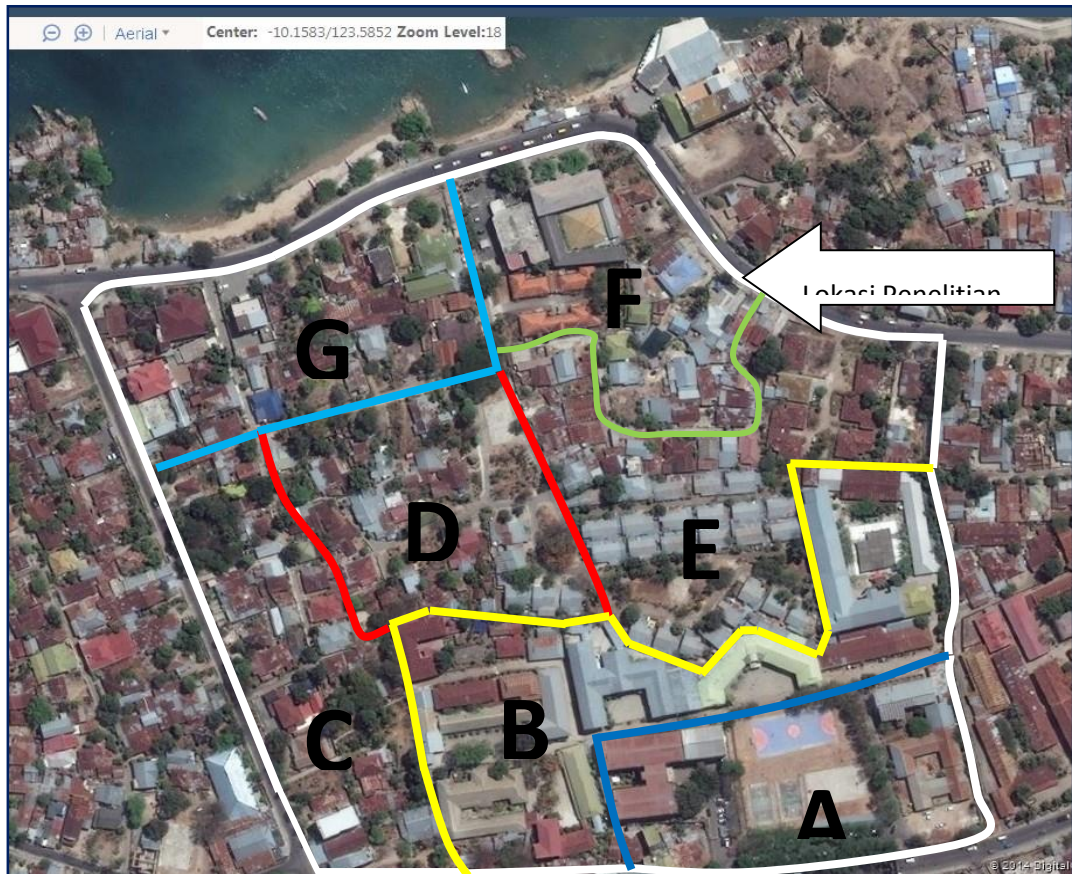 Aerial Center: -10.1583/123.5852 Zoom Level:18
Lokasi Penelitian
F
G
D
E
B
C
A
© 2014 Digital